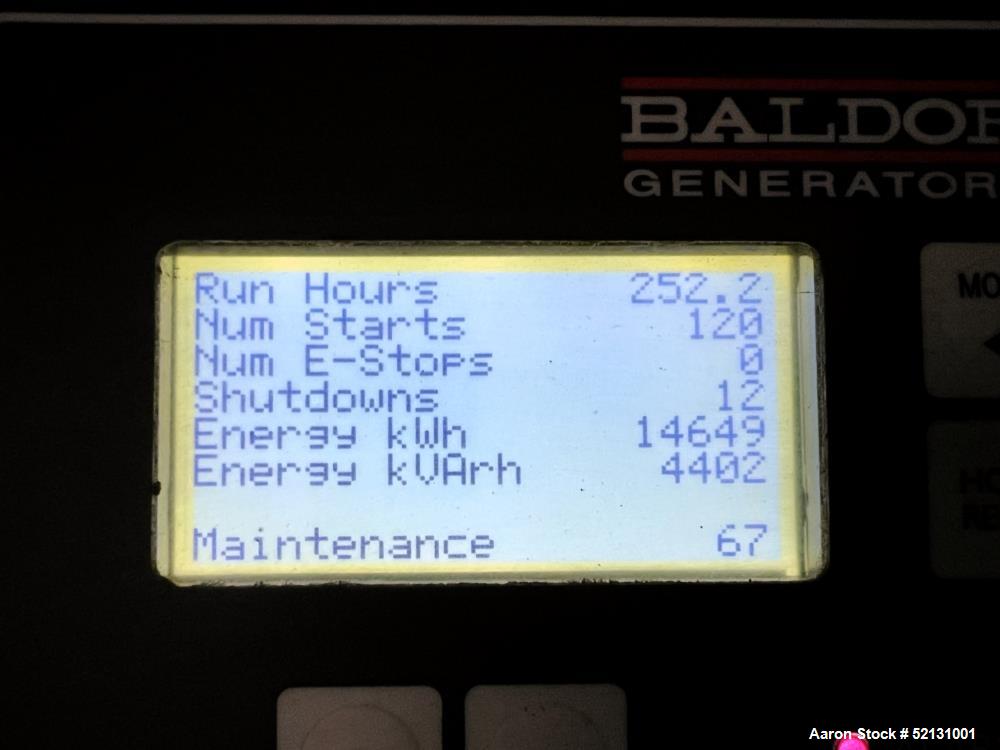 BALDO
GENERATOR
Run Hours 252.2
Num Starts 120
Num E-Stops 0
Shutdowns 12
Energy kWh 14649
Energy kVArh 4402
Maintenance 67
MO
Aaron Stock # 52131001